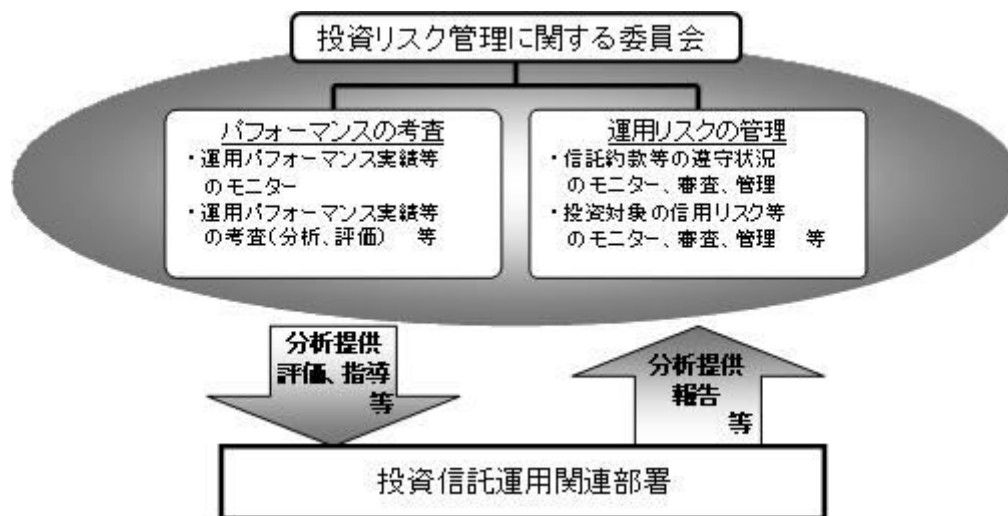 投資リスク管理に関する委員会
パフォーマンスの考査
・運用パフォーマンス実績等
のモニター
・運用パフォーマンス実績等
の考査(分析、評価) 等
運用リスクの管理
・信託約款等の遵守状況
のモニター、審査、管理
・投資対象の信用リスク等
のモニター、審査、管理 等
分析提供
評価、指導
等
分析提供
報告
等
投資信託運用関連部署